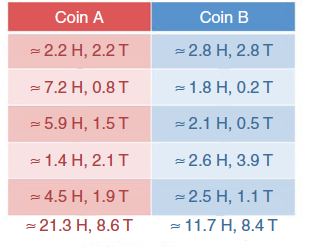 Coin A Coin B
≈ 2.2 H, 2.2 T ≈ 2.8 H, 2.8 T
≈ 7.2 H, 0.8 T ≈ 1.8 H, 0.2 T
≈ 5.9 H, 1.5 T ≈ 2.1 H, 0.5 T
≈ 1.4 H, 2.1 T ≈ 2.6 H, 3.9 T
≈ 4.5 H, 1.9 T ≈ 2.5 H, 1.1 T
≈ 21.3 H, 8.6 T ≈ 11.7 H, 8.4 T